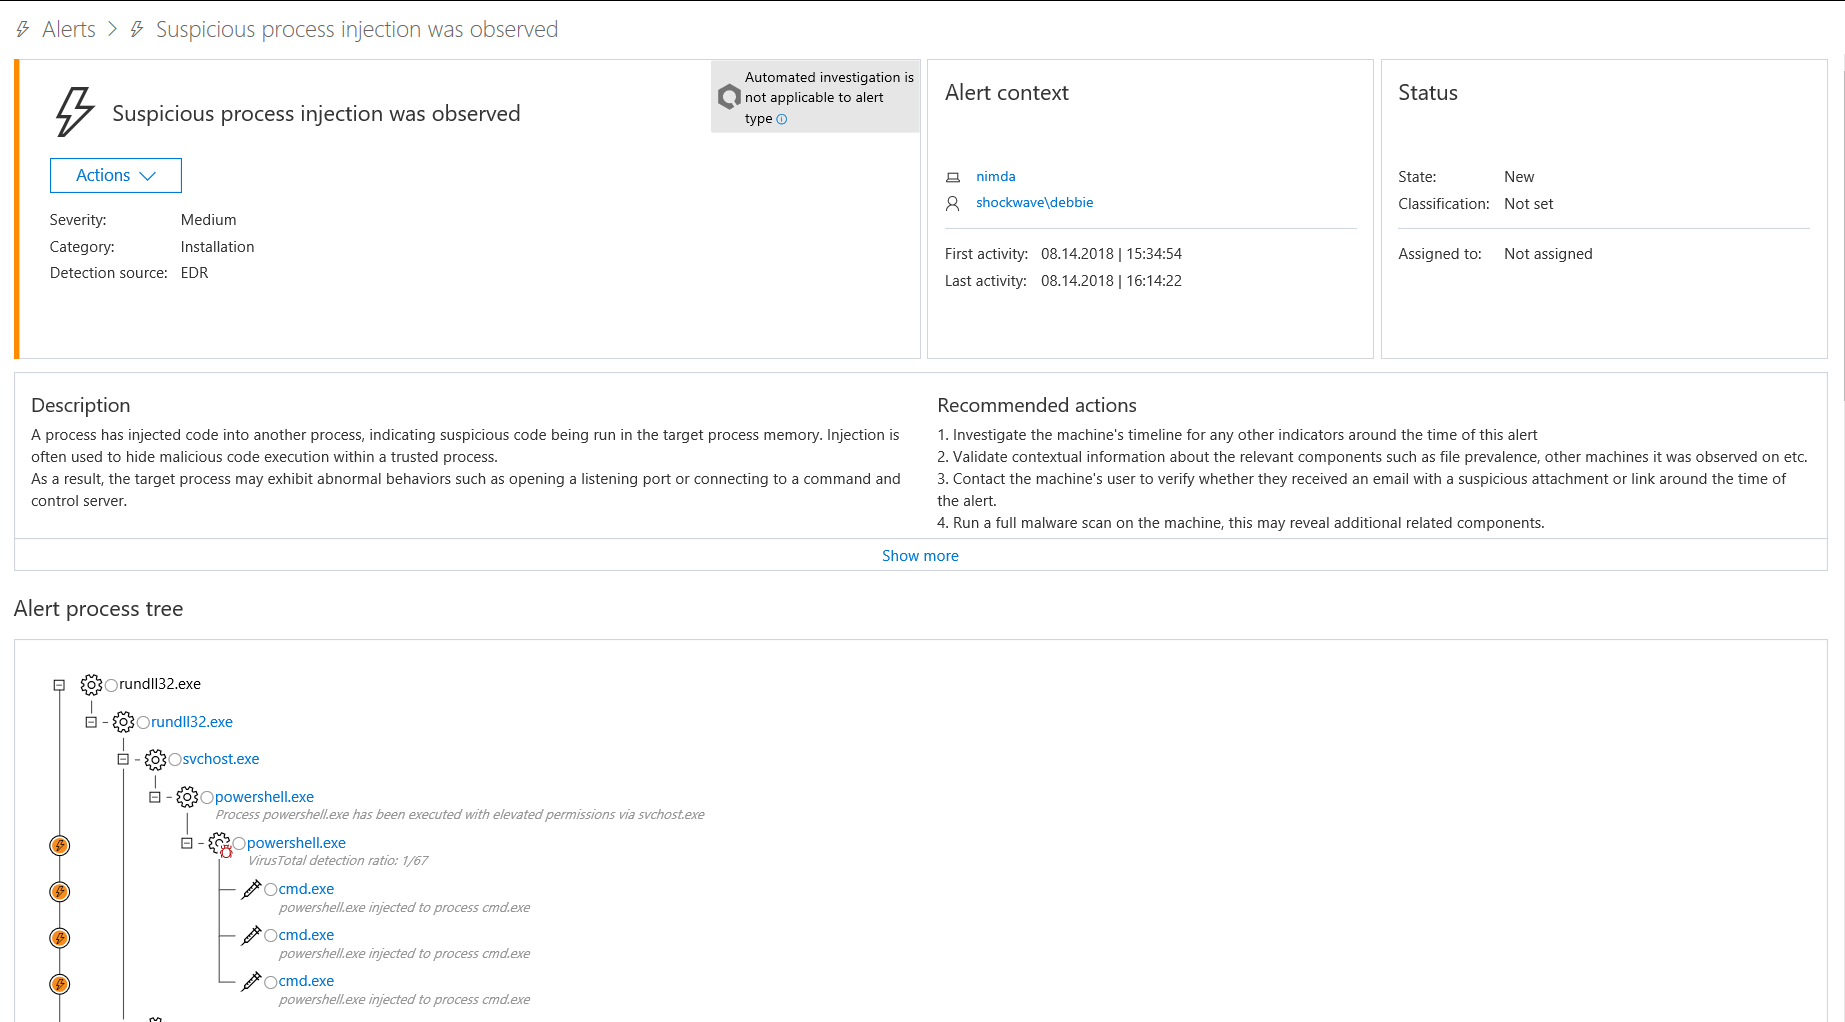 Alerts > Suspicious process injection was observed
Suspicious process injection was observed
Automated investigation is
not applicable to alert
type
Actions
Severity: Medium
Category: Installation
Detection source: EDR
Alert context
nimda
shockwave\debbie
First activity: 08.14.2018 | 15:34:54
Last activity: 08.14.2018 | 16:14:22
Status
State: New
Classification: Not set
Assigned to: Not assigned
Description
A process has injected code into another process, indicating suspicious code being run in the target process memory. Injection is
often used to hide malicious code execution within a trusted process.
As a result, the target process may exhibit abnormal behaviors such as opening a listening port or connecting to a command and
control server.
Recommended actions
1. Investigate the machine's timeline for any other indicators around the time of this alert
2. Validate contextual information about the relevant components such as file prevalence, other machines it was observed on etc.
3. Contact the machine's user to verify whether they received an email with a suspicious attachment or link around the time of
the alert.
4. Run a full malware scan on the machine, this may reveal additional related components.
Show more
Alert process tree
rundll32.exe
rundll32.exe
svchost.exe
powershell.exe
Process powershell.exe has been executed with elevated permissions via svchost.exe
powershell.exe
VirusTotal detection ratio: 1/67
cmd.exe
powershell.exe injected to process cmd.exe
cmd.exe
powershell.exe injected to process cmd.exe
cmd.exe
powershell.exe injected to process cmd.exe